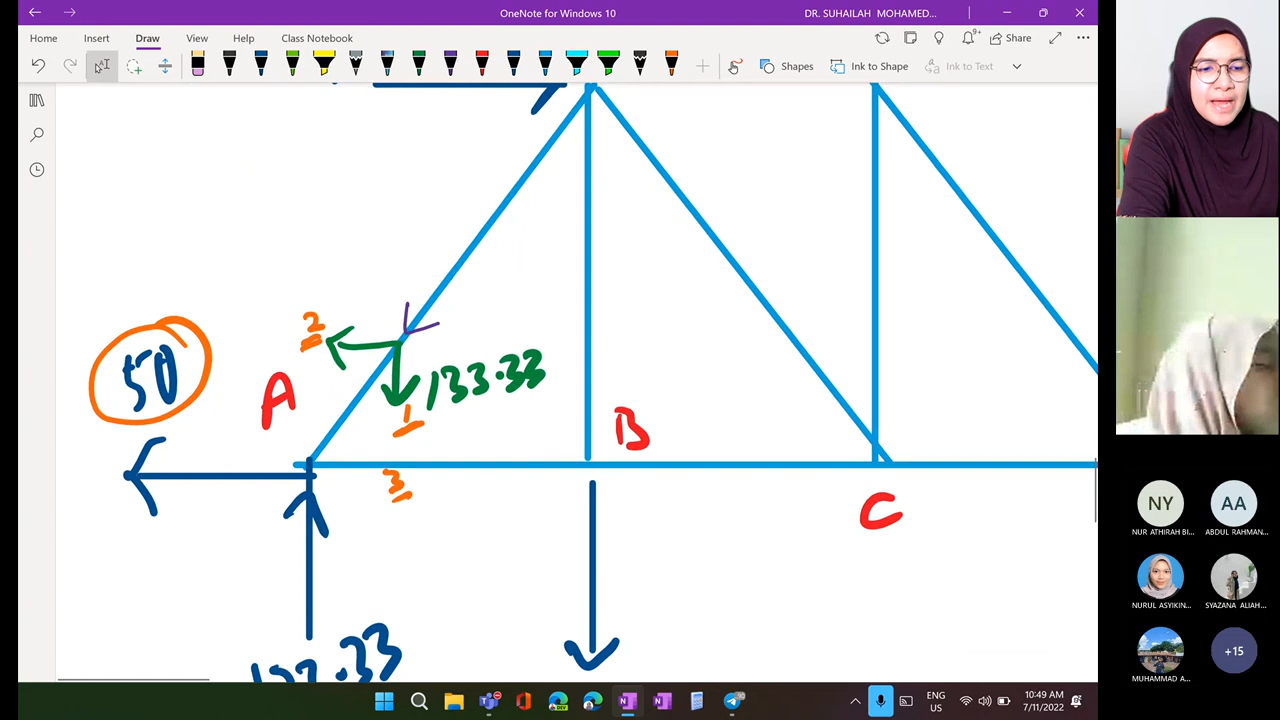 OneNote for Windows 10
DR. SUHAILAH MOHAMED...
Home Insert Draw View Help Class Notebook
9+
Share
Shapes
Ink to Shape
Ink to Text
50
2
A
133.33
1
3
B
C
.33
NY
AA
NUR ATHIRAH BI...
ABDUL RAHMAN...
NURUL ASYIKIN...
SYAZANA ALIAH...
MUHAMMAD A...
+15
ENG
US
10:49 AM
7/11/2022